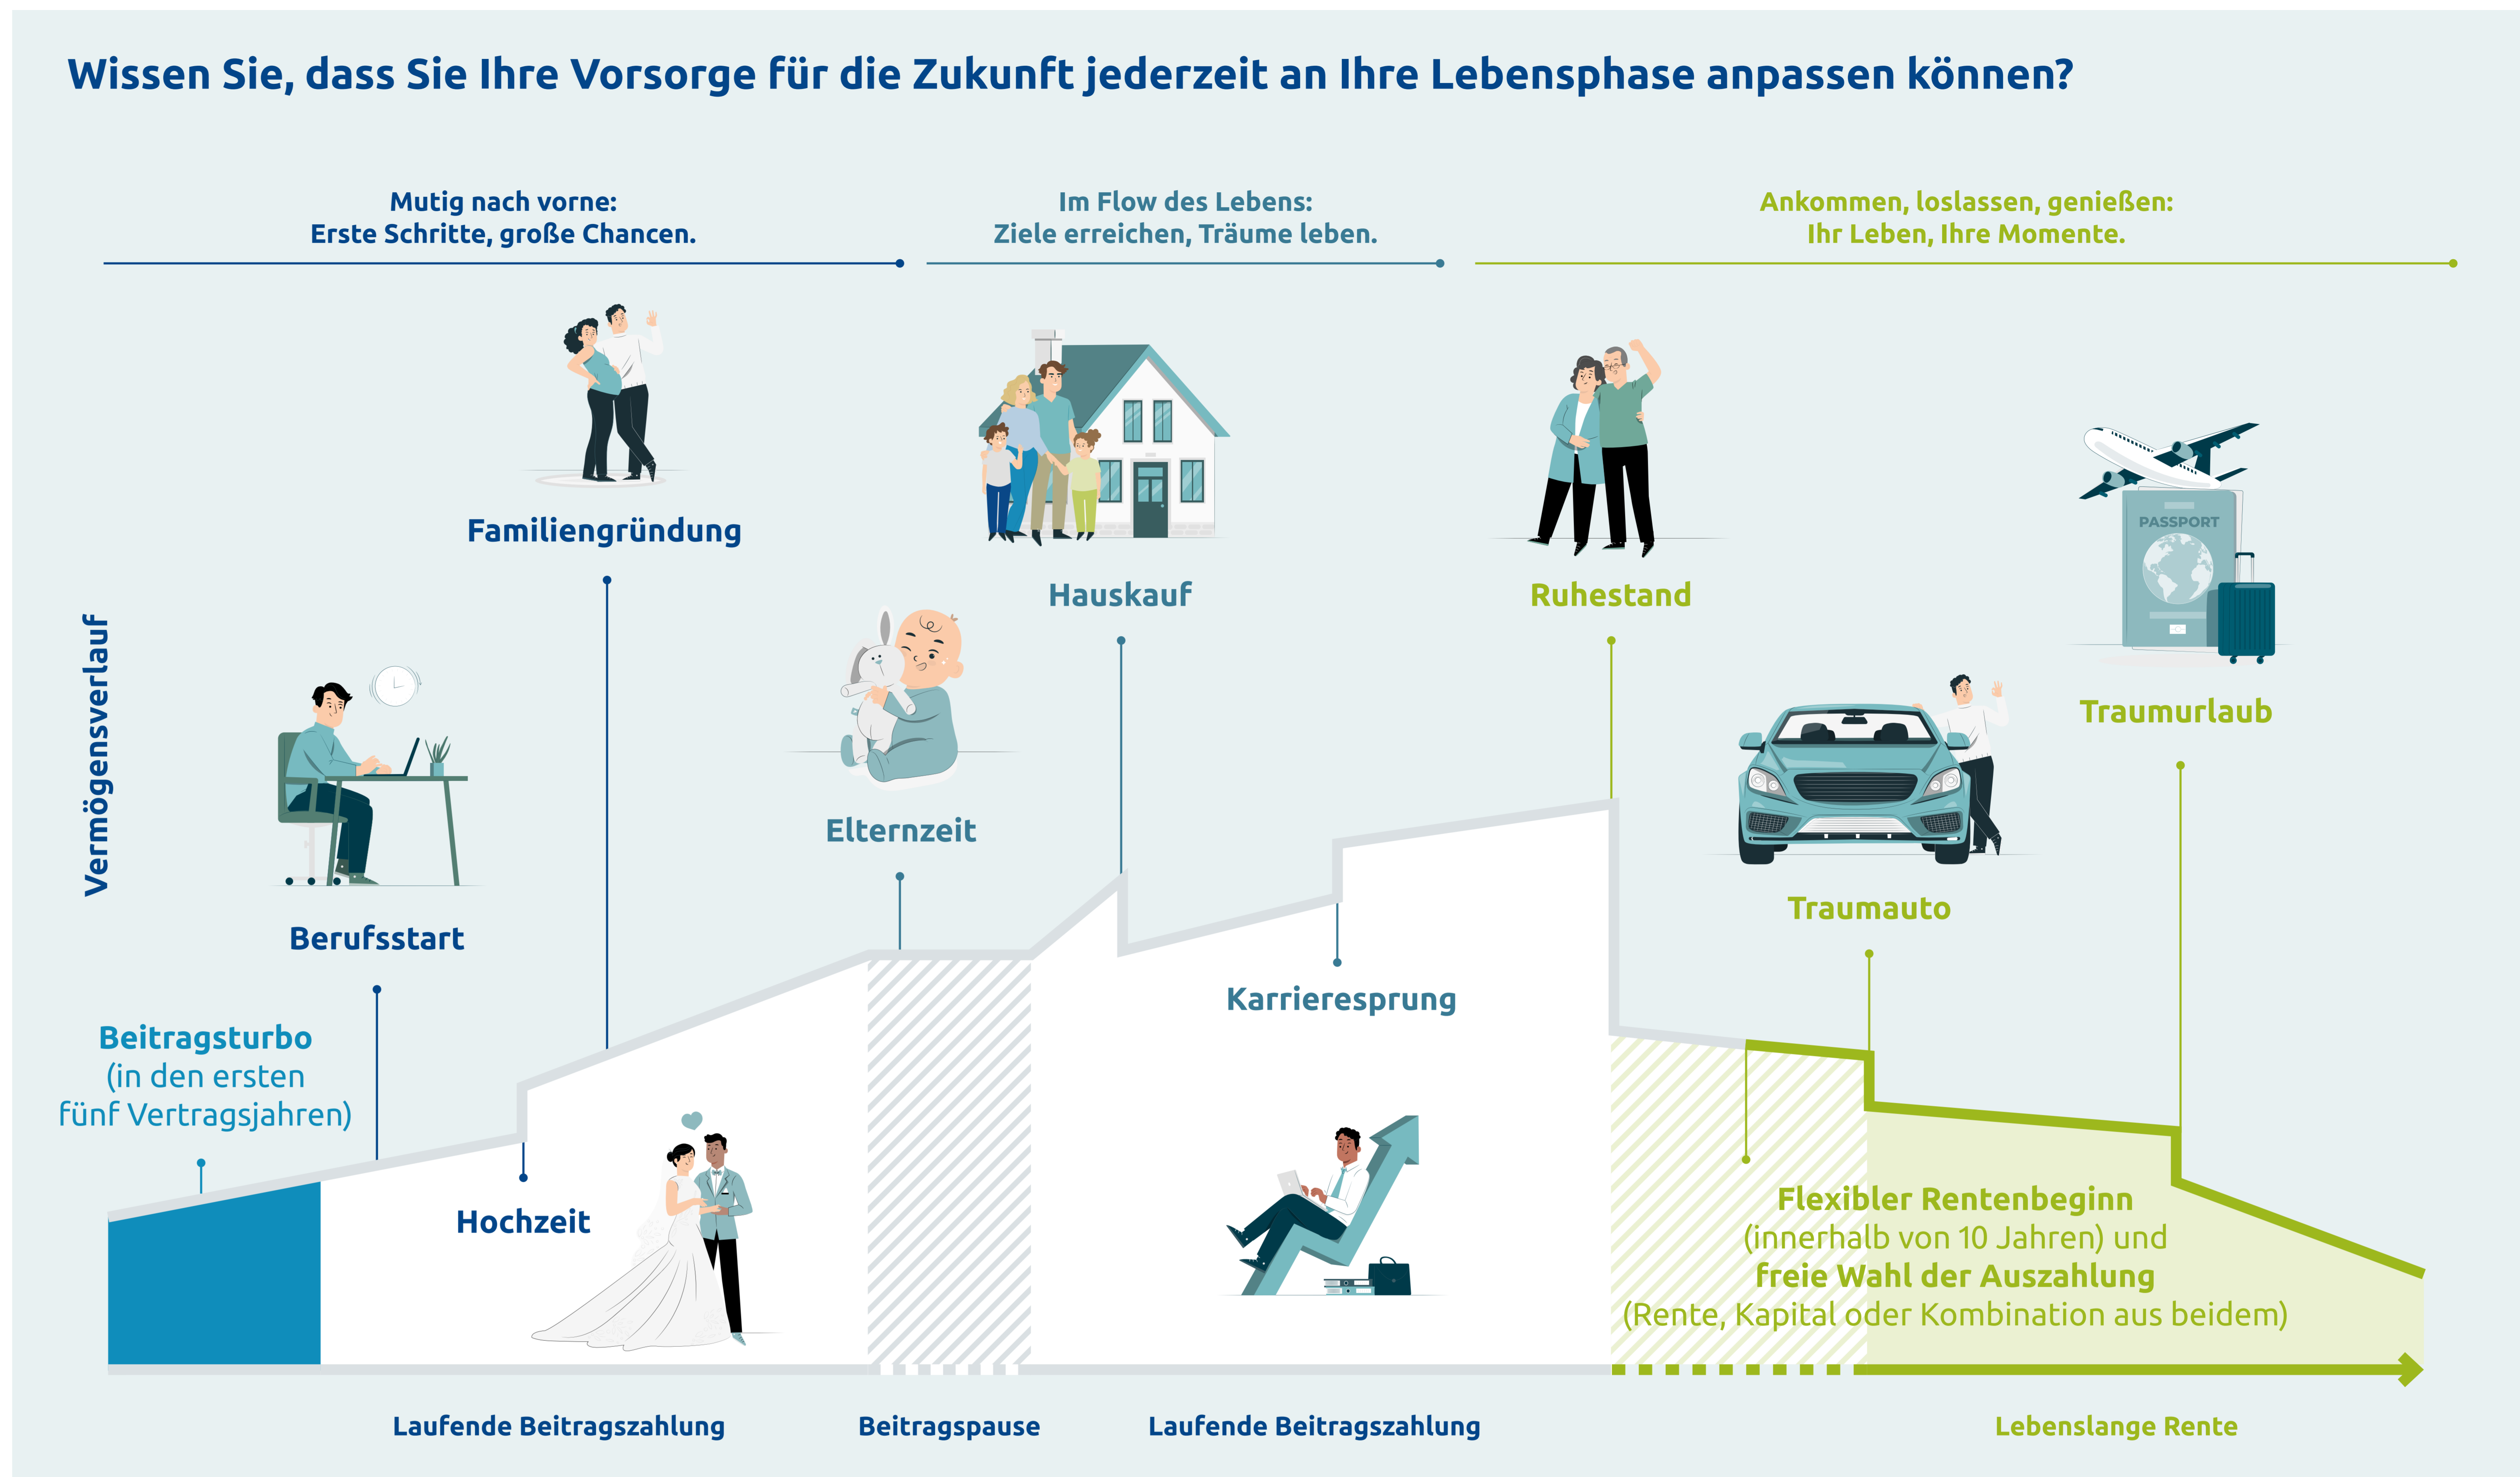 Wissen Sie, dass Sie Ihre Vorsorge für die Zukunft jederzeit an Ihre Lebensphase anpassen können?
Mutig nach vorne:
Erste Schritte, große Chancen.
Im Flow des Lebens:
Ziele erreichen, Träume leben.
Ankommen, loslassen, genießen:
Ihr Leben, Ihre Momente.
Vermögensverlauf
Beitragsturbo
(in den ersten
fünf Vertragsjahren)
Berufsstart
Familiengründung
Hochzeit
Elternzeit
Hauskauf
Karrieresprung
Ruhestand
Traumauto
PASSPORT
Traumurlaub
Flexibler Rentenbeginn
(innerhalb von 10 Jahren) und
freie Wahl der Auszahlung
(Rente, Kapital oder Kombination aus beidem)
Laufende Beitragszahlung
Beitragspause
Laufende Beitragszahlung
Lebenslange Rente